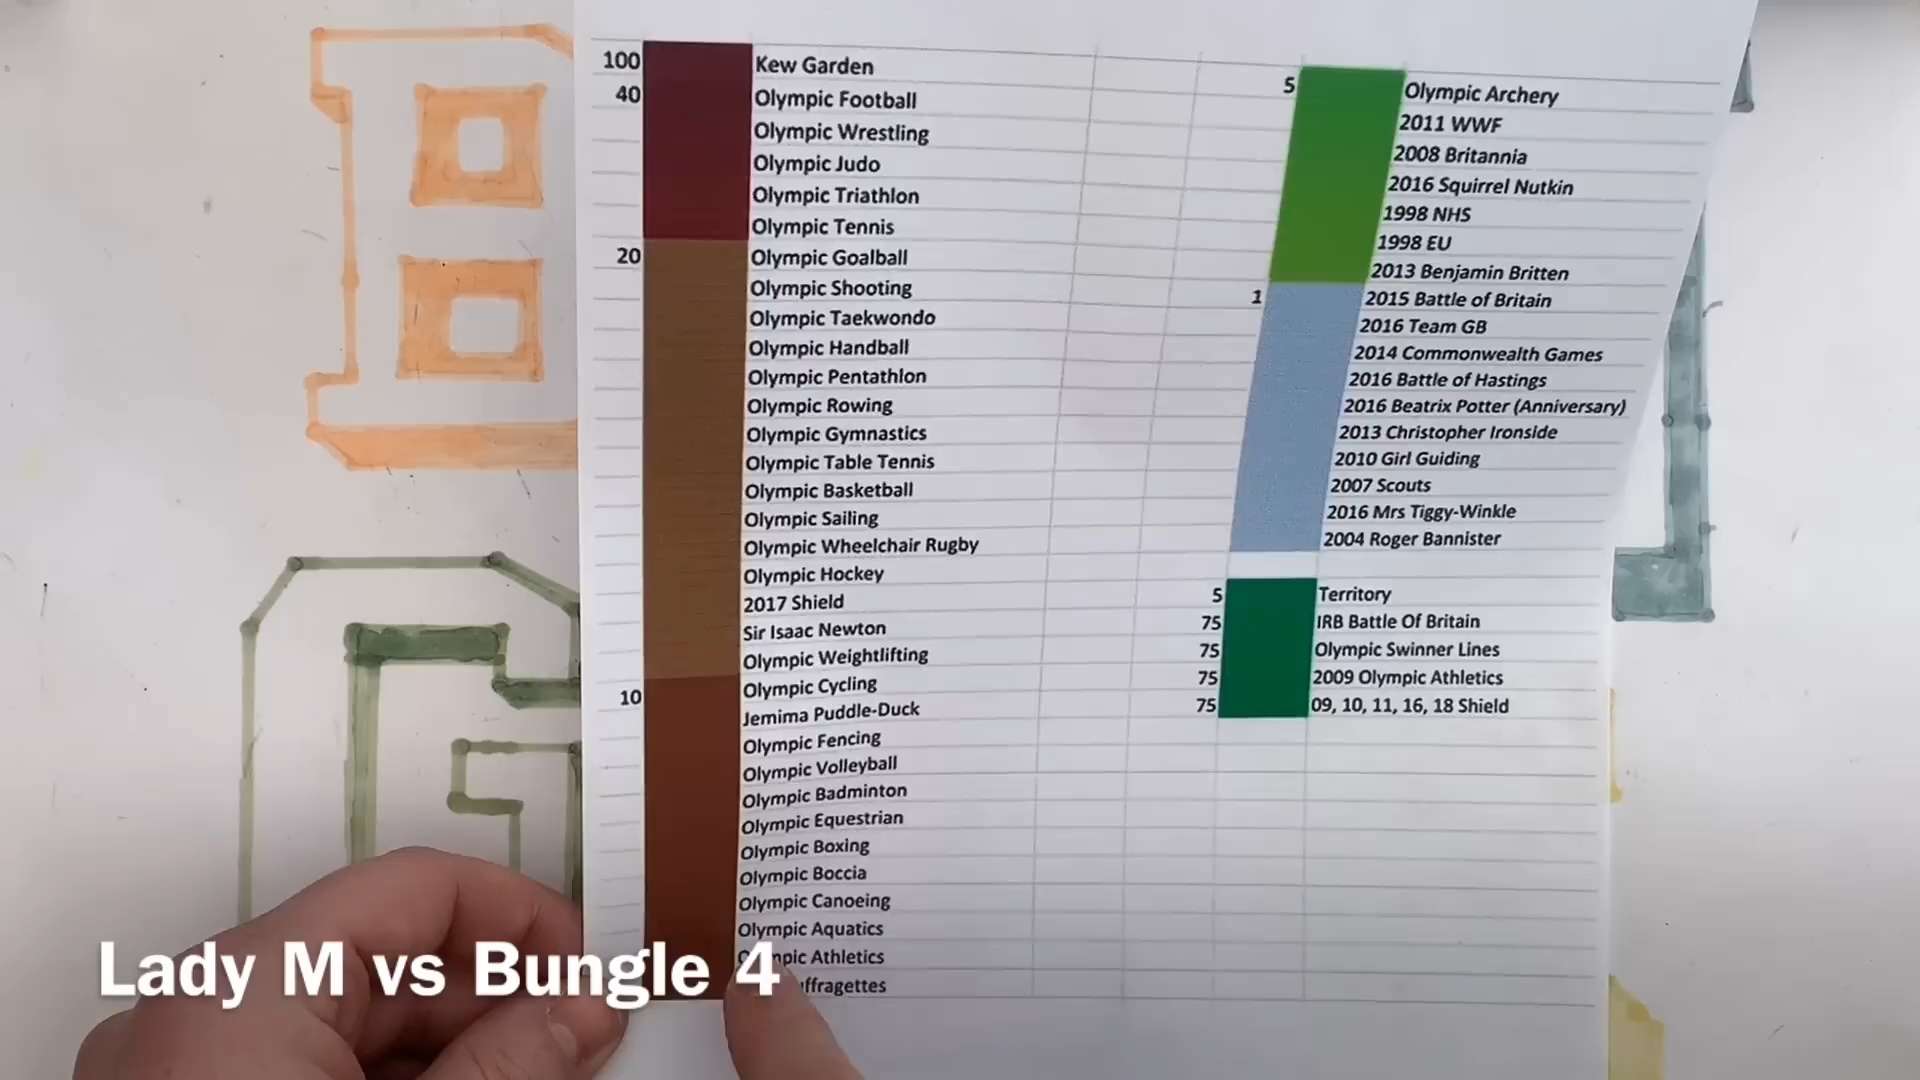 100 Kew Garden
40 Olympic Football
Olympic Wrestling
Olympic Judo
Olympic Triathlon
Olympic Tennis
20 Olympic Goalball
Olympic Shooting
Olympic Taekwondo
Olympic Handball
Olympic Pentathlon
Olympic Rowing
Olympic Gymnastics
Olympic Table Tennis
Olympic Basketball
Olympic Sailing
Olympic Wheelchair Rugby
Olympic Hockey
2017 Shield
Sir Isaac Newton
Olympic Weightlifting
10 Olympic Cycling
Jemima Puddle-Duck
Olympic Fencing
Olympic Volleyball
Olympic Badminton
Olympic Equestrian
Olympic Boxing
Olympic Boccia
Olympic Canoeing
Olympic Aquatics
Athletics
5 Olympic Archery
2011 WWF
2008 Britannia
2016 Squirrel Nutkin
1998 NHS
1998 EU
2013 Benjamin Britten
1 2015 Battle of Britain
2016 Team GB
2014 Commonwealth Games
2016 Battle of Hastings
2016 Beatrix Potter (Anniversary)
2013 Christopher Ironside
2010 Girl Guiding
2007 Scouts
2016 Mrs Tiggy-Winkle
2004 Roger Bannister
5 Territory
75 IRB Battle Of Britain
75 Olympic Swinner Lines
75 2009 Olympic Athletics
75 09, 10, 11, 16, 18 Shield
Lady M vs Bungle 4